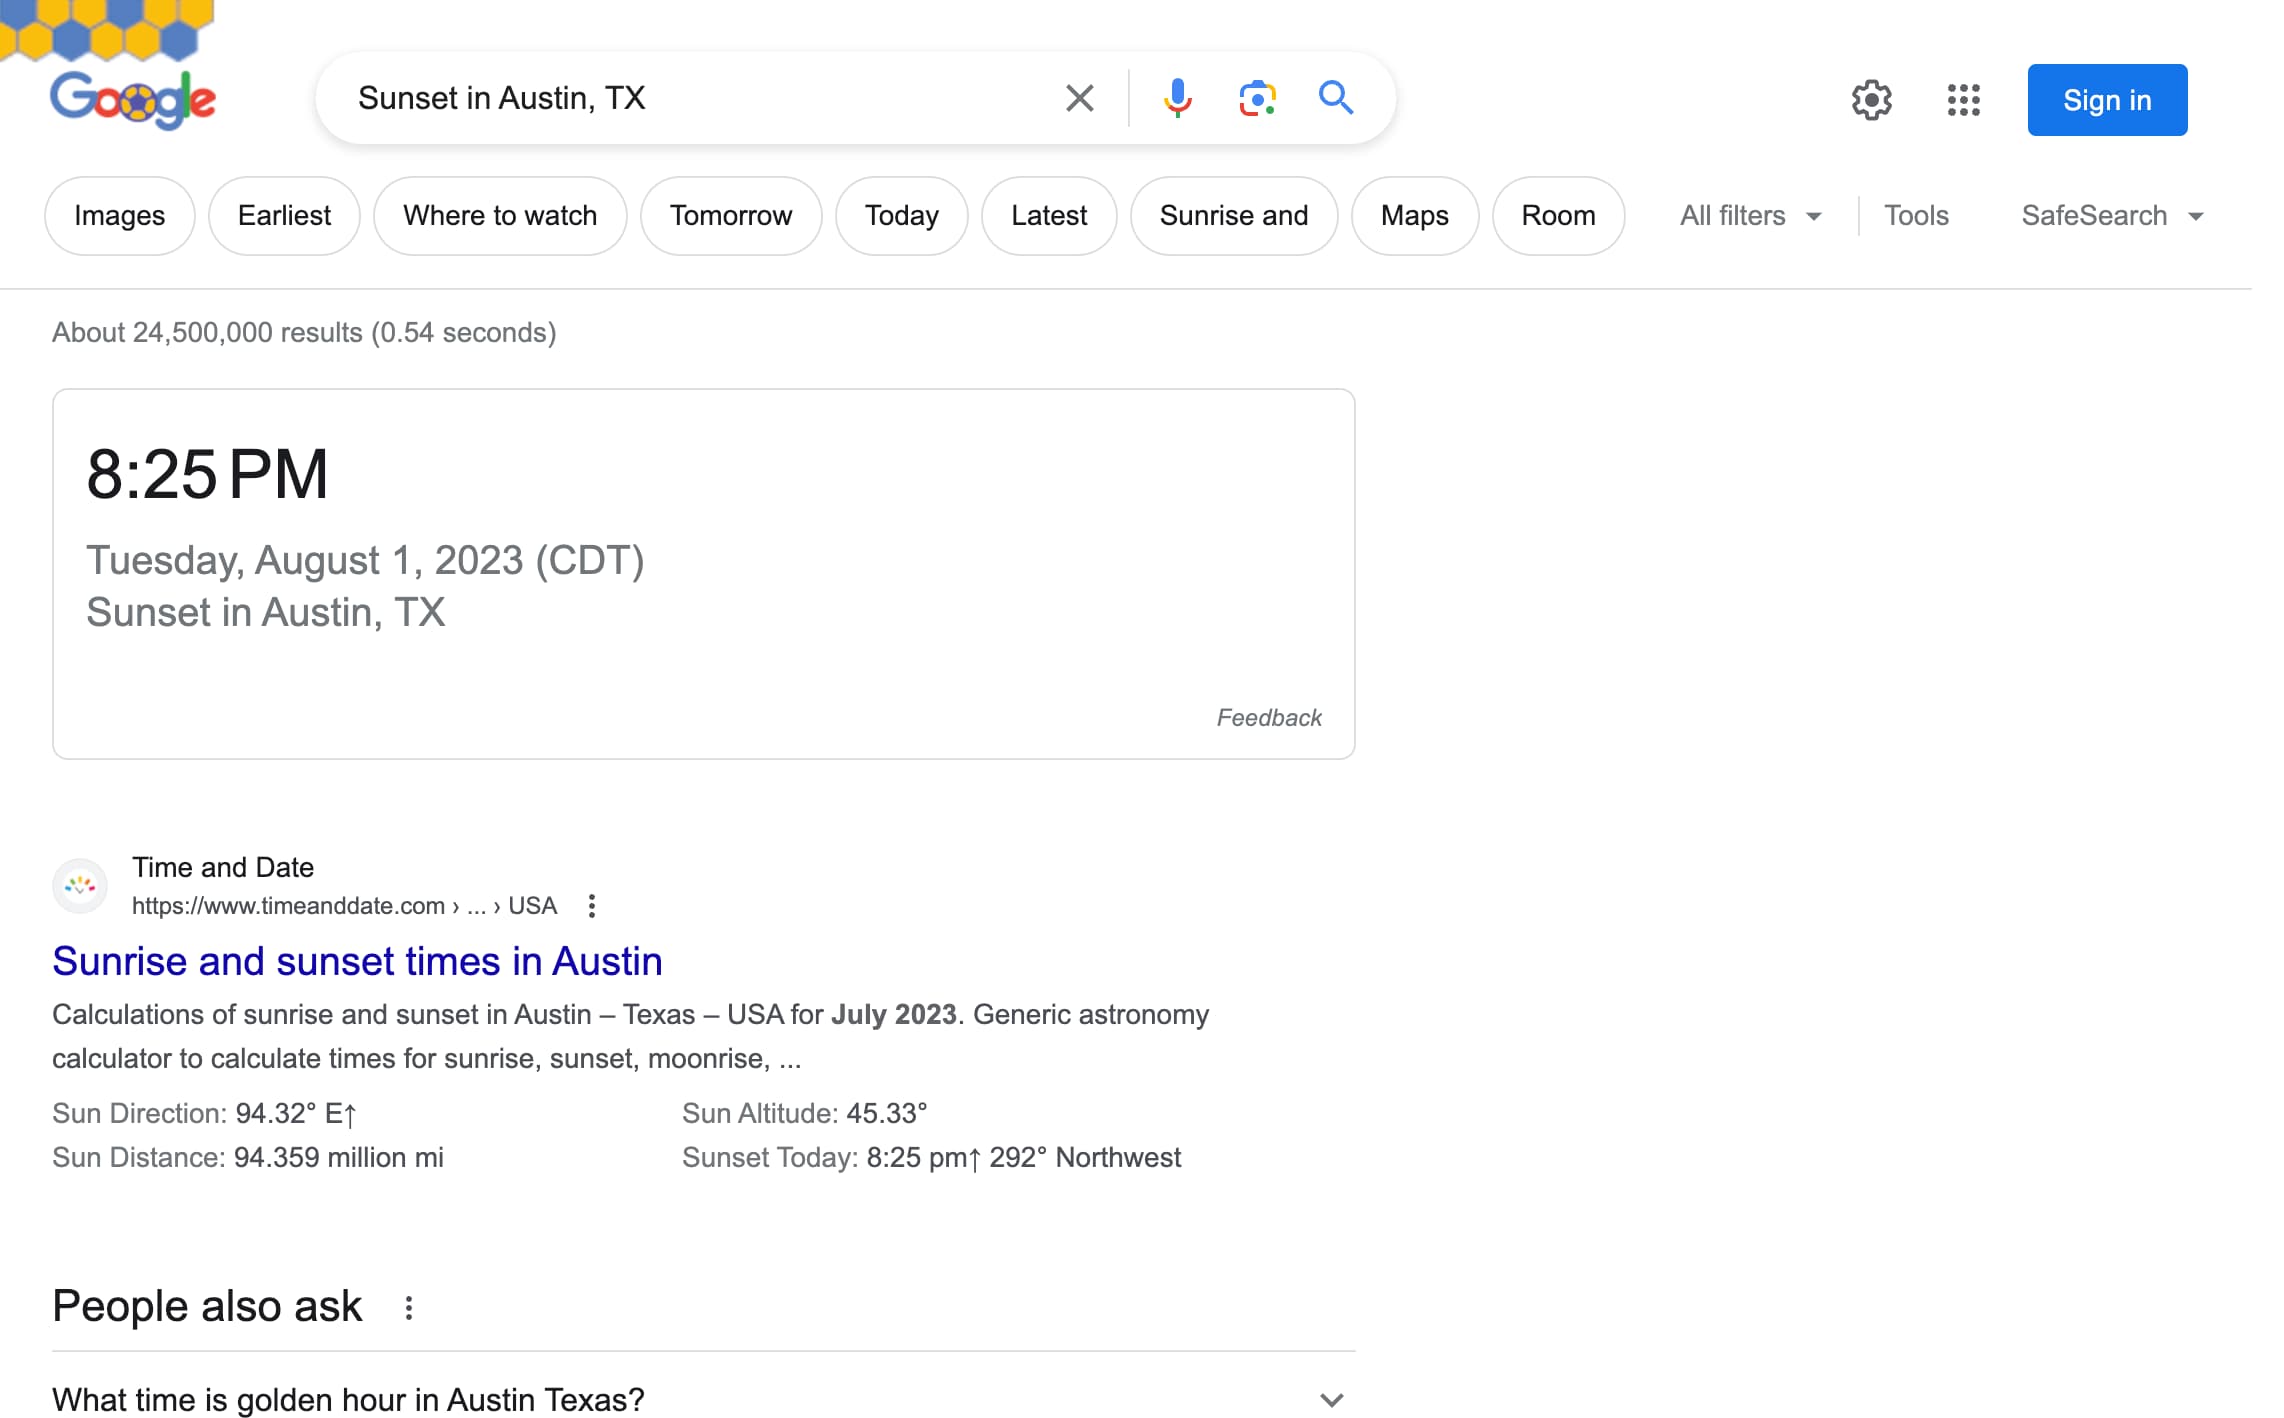 Google
Sunset in Austin, TX
Sign in
Images
Earliest
Where to watch
Tomorrow
Today
Latest
Sunrise and
Maps
Room
All filters
Tools
SafeSearch
About 24,500,000 results (0.54 seconds)
8:25 PM
Tuesday, August 1, 2023 (CDT)
Sunset in Austin, TX
Feedback
Time and Date
https://www.timeanddate.com › ... › USA
Sunrise and sunset times in Austin
Calculations of sunrise and sunset in Austin – Texas – USA for July 2023. Generic astronomy
calculator to calculate times for sunrise, sunset, moonrise, ...
Sun Direction: 94.32° E↑
Sun Altitude: 45.33°
Sun Distance: 94.359 million mi
Sunset Today: 8:25 pm↑ 292° Northwest
People also ask
What time is golden hour in Austin Texas?